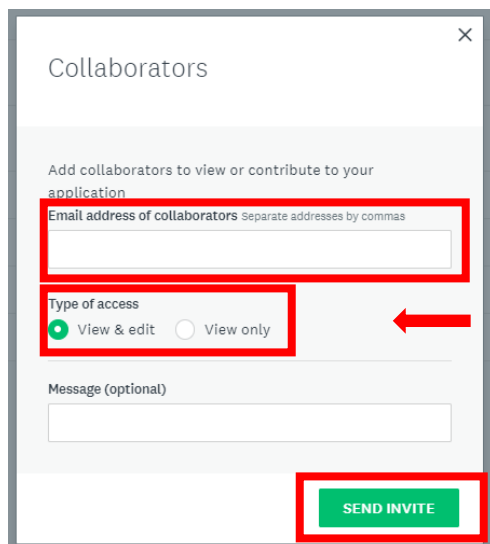 Collaborators
Add collaborators to view or contribute to your
application
Email address of collaborators Separate addresses by commas
Type of access
View & edit View only
Message (optional)
SEND INVITE